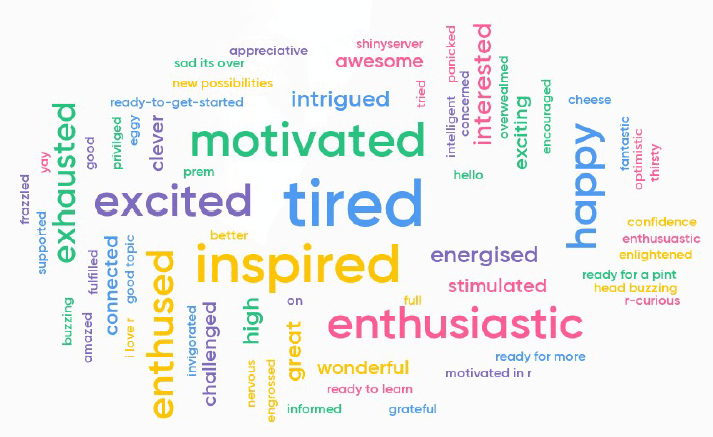 shinyserver
appreciative
sad its over
awesome
panicked
interested
new possibilities
ready-to-get-started
intrigued
tried
intelligent
concerned
overwealmed
exciting
encouraged
cheese
exhausted
yay
good
privilged
eggy
clever
motivated
happy
fantastic
optimistic
thirsty
prem
hello
frazzled
supported
excited
tired
confidence
enthusuastic
enlightened
better
inspired
energised
ready for a pint
head buzzing
r-curious
stimulated
fulfilled
connected
good topic
enthused
buzzing
amazed
i love r
invigorated
challenged
high
on
full
great
enthusiastic
ready for more
motivated in r
wonderful
nervous
engrossed
ready to learn
informed
grateful